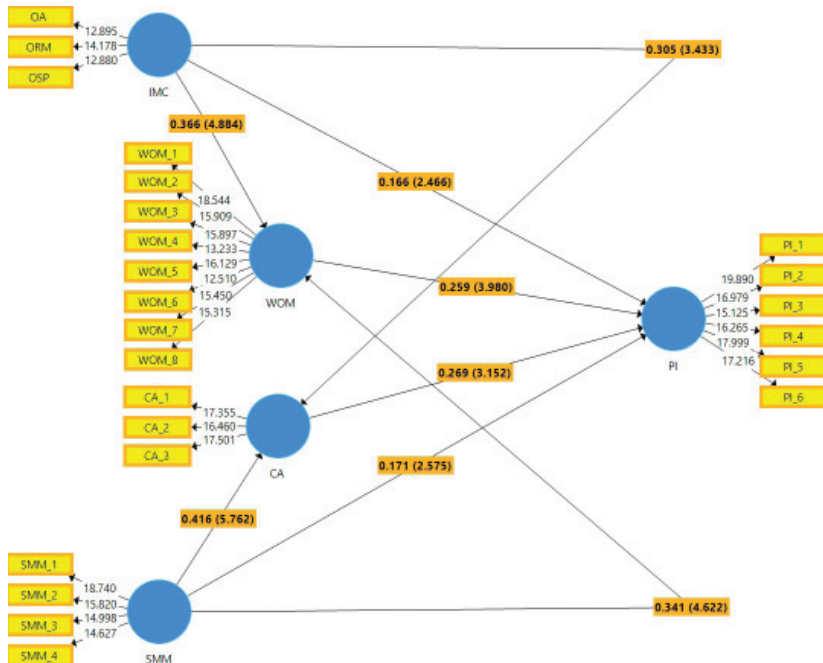 OA
ORM
OSP
12.895
14.178
12.880
IMC
0.305 (3.433)
0.366 (4.884)
0.166 (2.466)
WOM_1
WOM_2
WOM_3
WOM_4
WOM_5
WOM_6
WOM_7
WOM_8
18.544
15.909
15.897
13.233
16.129
12.510
15.450
15.315
WOM
0.259 (3.980)
PI_1
PI_2
PI_3
PI_4
PI_5
PI_6
19.890
16.979
15.125
16.265
17.999
17.216
PI
0.269 (3.152)
CA_1
CA_2
CA_3
17.355
16.460
17.501
CA
0.171 (2.575)
0.416 (5.762)
SMM_1
SMM_2
SMM_3
SMM_4
18.740
15.820
14.998
14.627
SMM
0.341 (4.622)